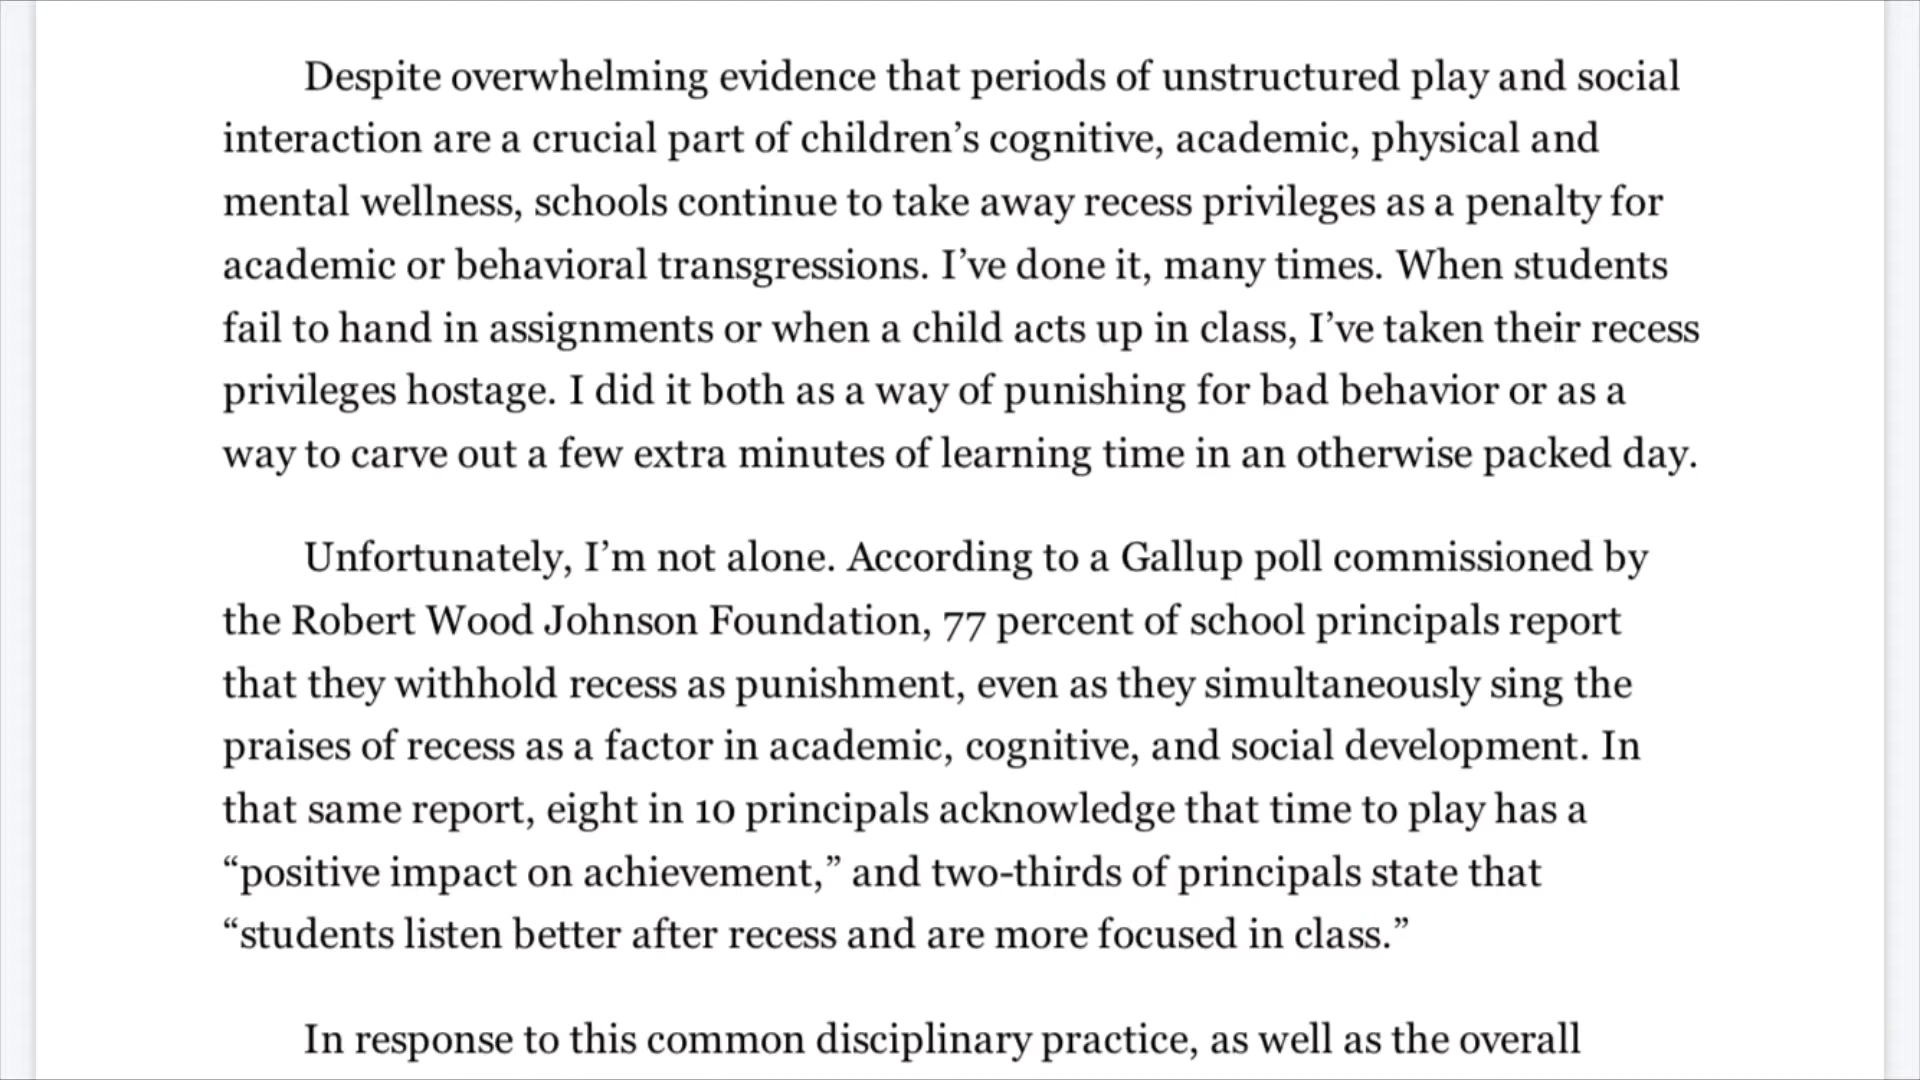 Despite overwhelming evidence that periods of unstructured play and social
interaction are a crucial part of children’s cognitive, academic, physical and
mental wellness, schools continue to take away recess privileges as a penalty for
academic or behavioral transgressions. I’ve done it, many times. When students
fail to hand in assignments or when a child acts up in class, I’ve taken their recess
privileges hostage. I did it both as a way of punishing for bad behavior or as a
way to carve out a few extra minutes of learning time in an otherwise packed day.
Unfortunately, I’m not alone. According to a Gallup poll commissioned by
the Robert Wood Johnson Foundation, 77 percent of school principals report
that they withhold recess as punishment, even as they simultaneously sing the
praises of recess as a factor in academic, cognitive, and social development. In
that same report, eight in 10 principals acknowledge that time to play has a
“positive impact on achievement,” and two-thirds of principals state that
“students listen better after recess and are more focused in class.”
In response to this common disciplinary practice, as well as the overall